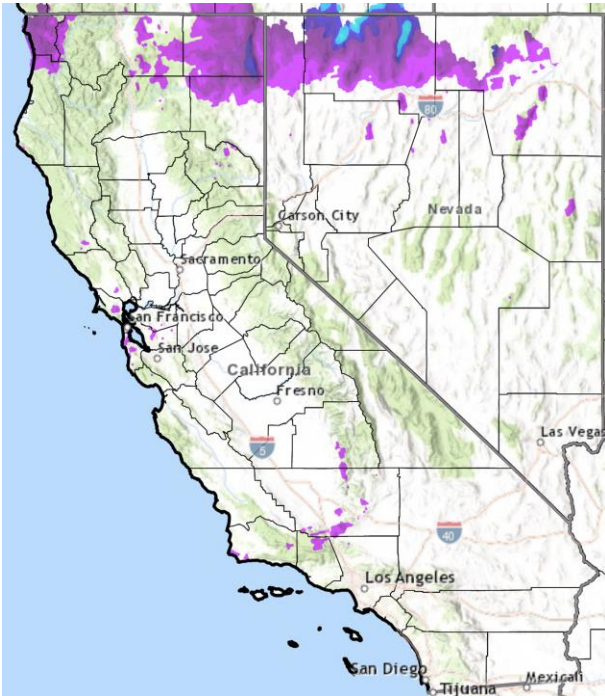 80
Carson City
Nevada
Sacramento
San Francisco
San Jose
California
Fresno
5
Las Vegas
40
Los Angeles
San Diego
Tijuana
Mexicali